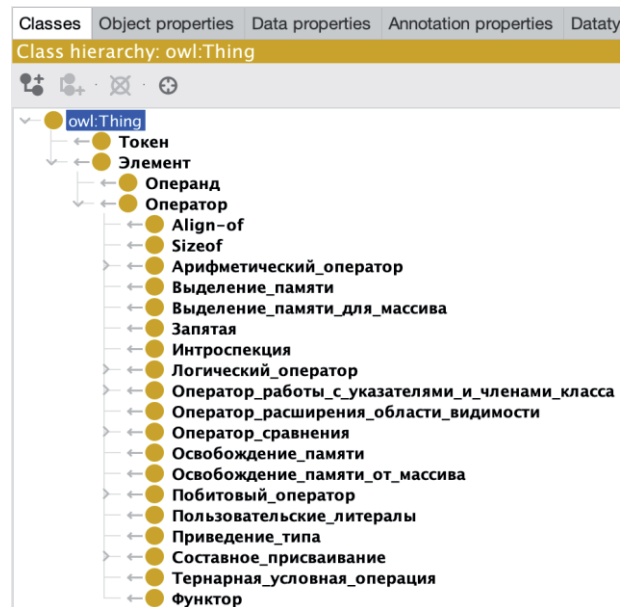 Classes Object properties Data properties Annotation properties Dataty
Class hierarchy: owl:Thing
owl:Thing
Токен
Элемент
Операнд
Оператор
Align-of
Sizeof
Арифметический_оператор
Выделение_памяти
Выделение_памяти_для_массива
Запятая
Интроспекция
Логический_оператор
Оператор_работы_с_указателями_и_членами_класса
Оператор_расширения_области_видимости
Оператор_сравнения
Освобождение_памяти
Освобождение_памяти_от_массива
Побитовый_оператор
Пользовательские_литералы
Приведение_типа
Составное_присваивание
Тернарная_условная_операция
Функтор